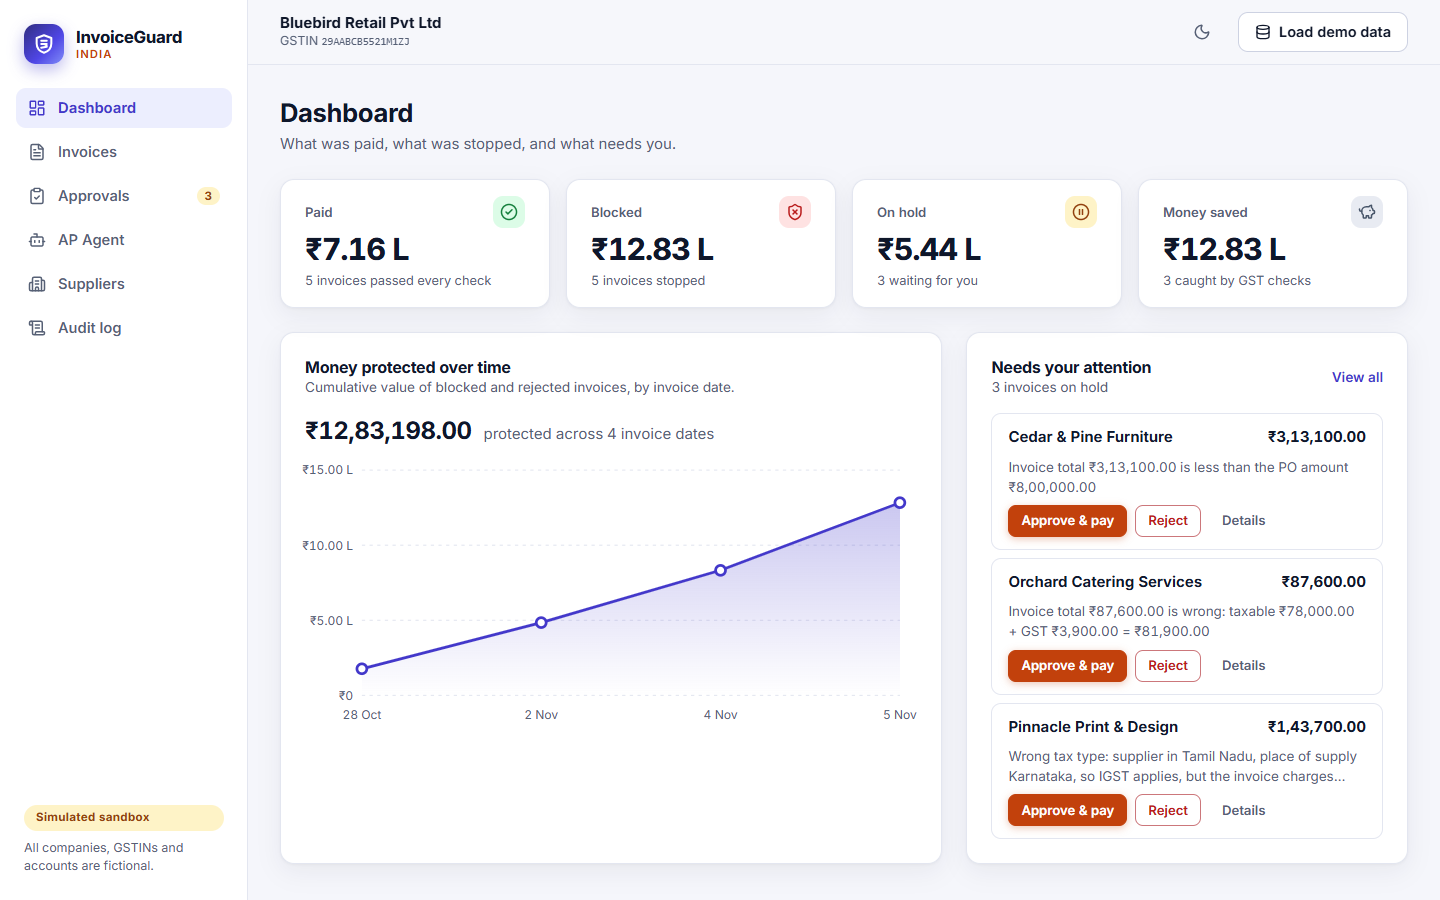 InvoiceGuard
INDIA
Dashboard
Invoices
Approvals 3
AP Agent
Suppliers
Audit log
Simulated sandbox
All companies, GSTINs and
accounts are fictional.
Bluebird Retail Pvt Ltd
GSTIN 29AABCB5521M1ZJ
Load demo data
Dashboard
What was paid, what was stopped, and what needs you.
Paid
₹7.16 L
5 invoices passed every check
Blocked
₹12.83 L
5 invoices stopped
On hold
₹5.44 L
3 waiting for you
Money saved
₹12.83 L
3 caught by GST checks
Money protected over time
Cumulative value of blocked and rejected invoices, by invoice date.
₹12,83,198.00 protected across 4 invoice dates
₹15.00 L
₹10.00 L
₹5.00 L
₹0
28 Oct 2 Nov 4 Nov 5 Nov
Needs your attention
3 invoices on hold
View all
Cedar & Pine Furniture ₹3,13,100.00
Invoice total ₹3,13,100.00 is less than the PO amount
₹8,00,000.00
Approve & pay Reject Details
Orchard Catering Services ₹87,600.00
Invoice total ₹87,600.00 is wrong: taxable ₹78,000.00
+ GST ₹3,900.00 = ₹81,900.00
Approve & pay Reject Details
Pinnacle Print & Design ₹1,43,700.00
Wrong tax type: supplier in Tamil Nadu, place of supply
Karnataka, so IGST applies, but the invoice charges...
Approve & pay Reject Details